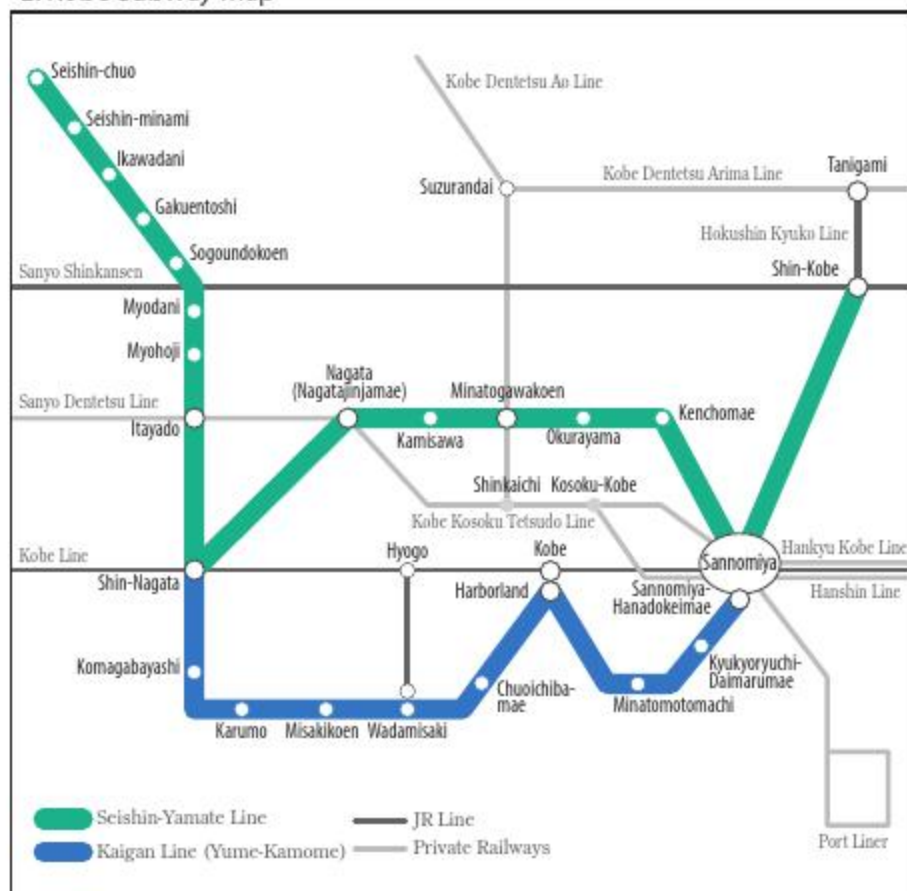 Seishin-chuo
Kobe Dentetsu Ao Line
Seishin-minami
Ikawadani
Tanigami
Kobe Dentetsu Arima Line
Suzurandai
Gakuentoshi
Hokushin Kyuko Line
Sogoundokoen
Sanyo Shinkansen
Shin-Kobe
Myodani
Myohoji
Nagata
(Nagatajinjamae)
Minatogawakoen
Sanyo Dentetsu Line
Itayado
Kamisawa
Okurayama
Kenchomae
Shinkaichi
Kosoku-Kobe
Kobe Kosoku Tetsudo Line
Kobe Line
Hyogo
Kobe
Hankyu Kobe Line
Sannomiya
Shin-Nagata
Harborland
Sannomiya-
Hanadokeimae
Hanshin Line
Komagabayashi
Kyukyoryuchi-
Daimarumae
Chuoichiba-
mae
Minatomotomachi
Karumo
Misakikoen
Wadamisaki
Seishin-Yamate Line
JR Line
Kaigan Line (Yume-Kamome)
Private Railways
Port Liner